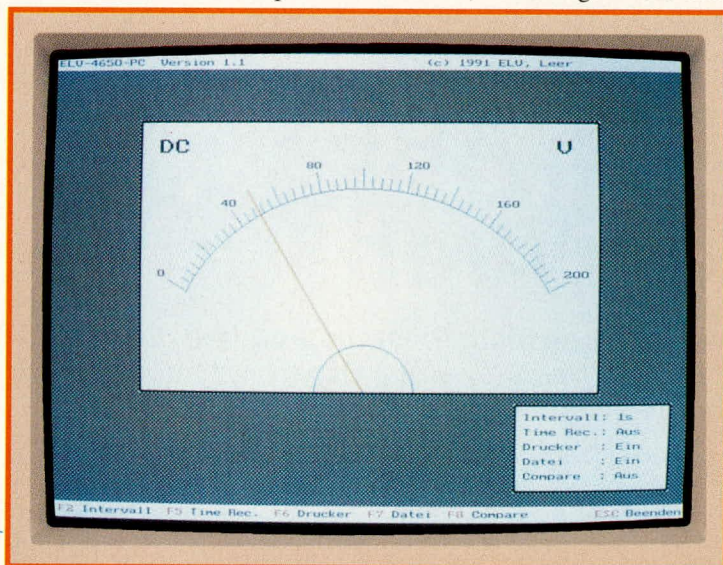 ELV-4650-PC Version 1.1 (c) 1991 ELV, Leer
DC V
0 40 80 120 160 200
Intervall: 1s
Time Rec.: Aus
Drucker : Ein
Datei : Ein
Compare : Aus
F2 Intervall F5 Time Rec. F6 Drucker F7 Datei F8 Compare ESC Beenden